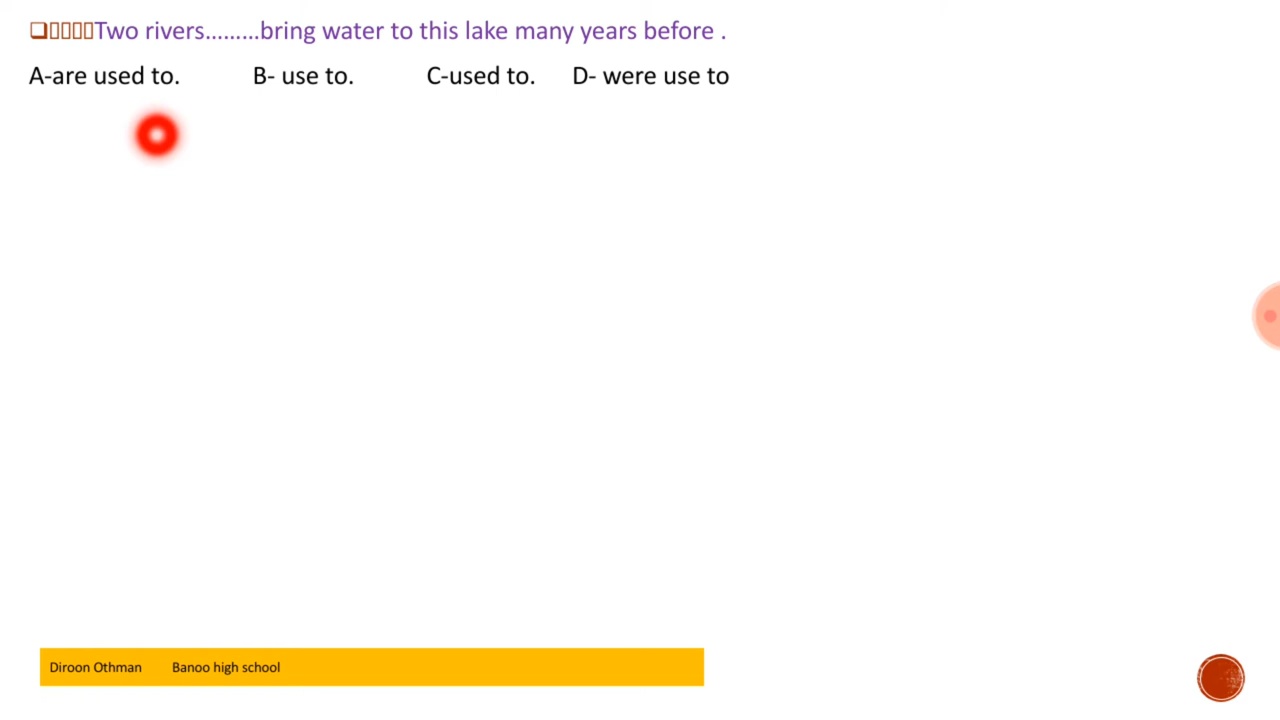 Two rivers.........bring water to this lake many years before .
A-are used to. B- use to. C-used to. D- were use to
Diroon Othman Banoo high school